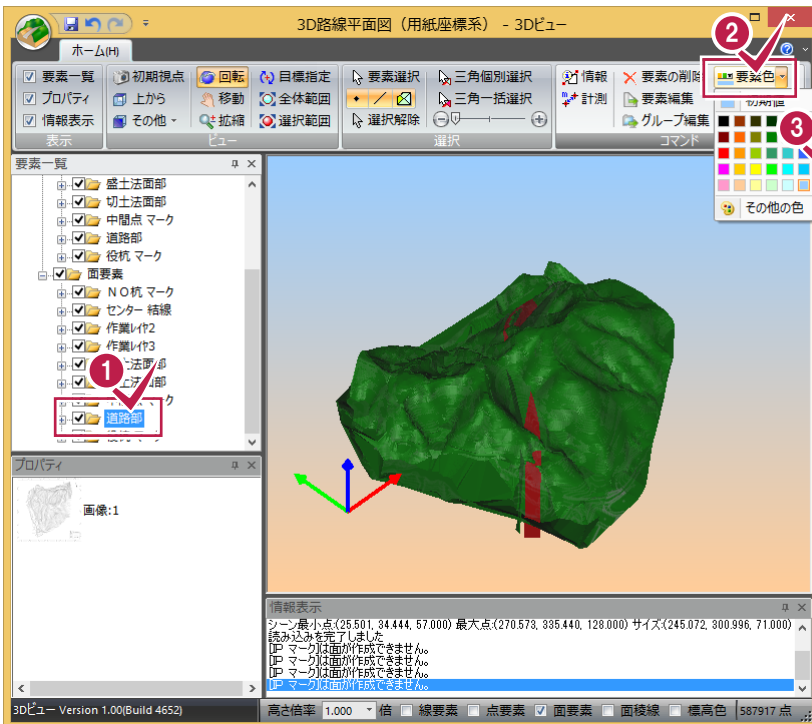 3D路線平面図（用紙座標系） - 3Dビュー
ホーム(H)
要素一覧
プロパティ
情報表示
表示
初期視点
上から
その他
回転
移動
拡縮
目標指定
全体範囲
選択範囲
ビュー
要素選択
選択解除
三角個別選択
三角一括選択
選択
情報
計測
要素の削除
要素編集
グループ編集
コマンド
要素色
初期値
その他の色
1
2
3
要素一覧
盛土法面部
切土法面部
中間点 マーク
道路部
役杭 マーク
面要素
ＮＯ杭 マーク
センター 結線
作業ﾚｲﾔ2
作業ﾚｲﾔ3
道路部
プロパティ
画像:1
情報表示
シーン最小点:(25.501, 34.444, 57.000) 最大点:(270.573, 335.440, 128.000) サイズ:(245.072, 300.996, 71.000)
読み込みを完了しました
[IP マーク]は面が作成できません。
[IP マーク]は面が作成できません。
[IP マーク]は面が作成できません。
[IP マーク]は面が作成できません。
3Dビュー Version 1.00(Build 4652)
高さ倍率 1.000 倍 線要素 点要素 面要素 面稜線 標高色 587917 点